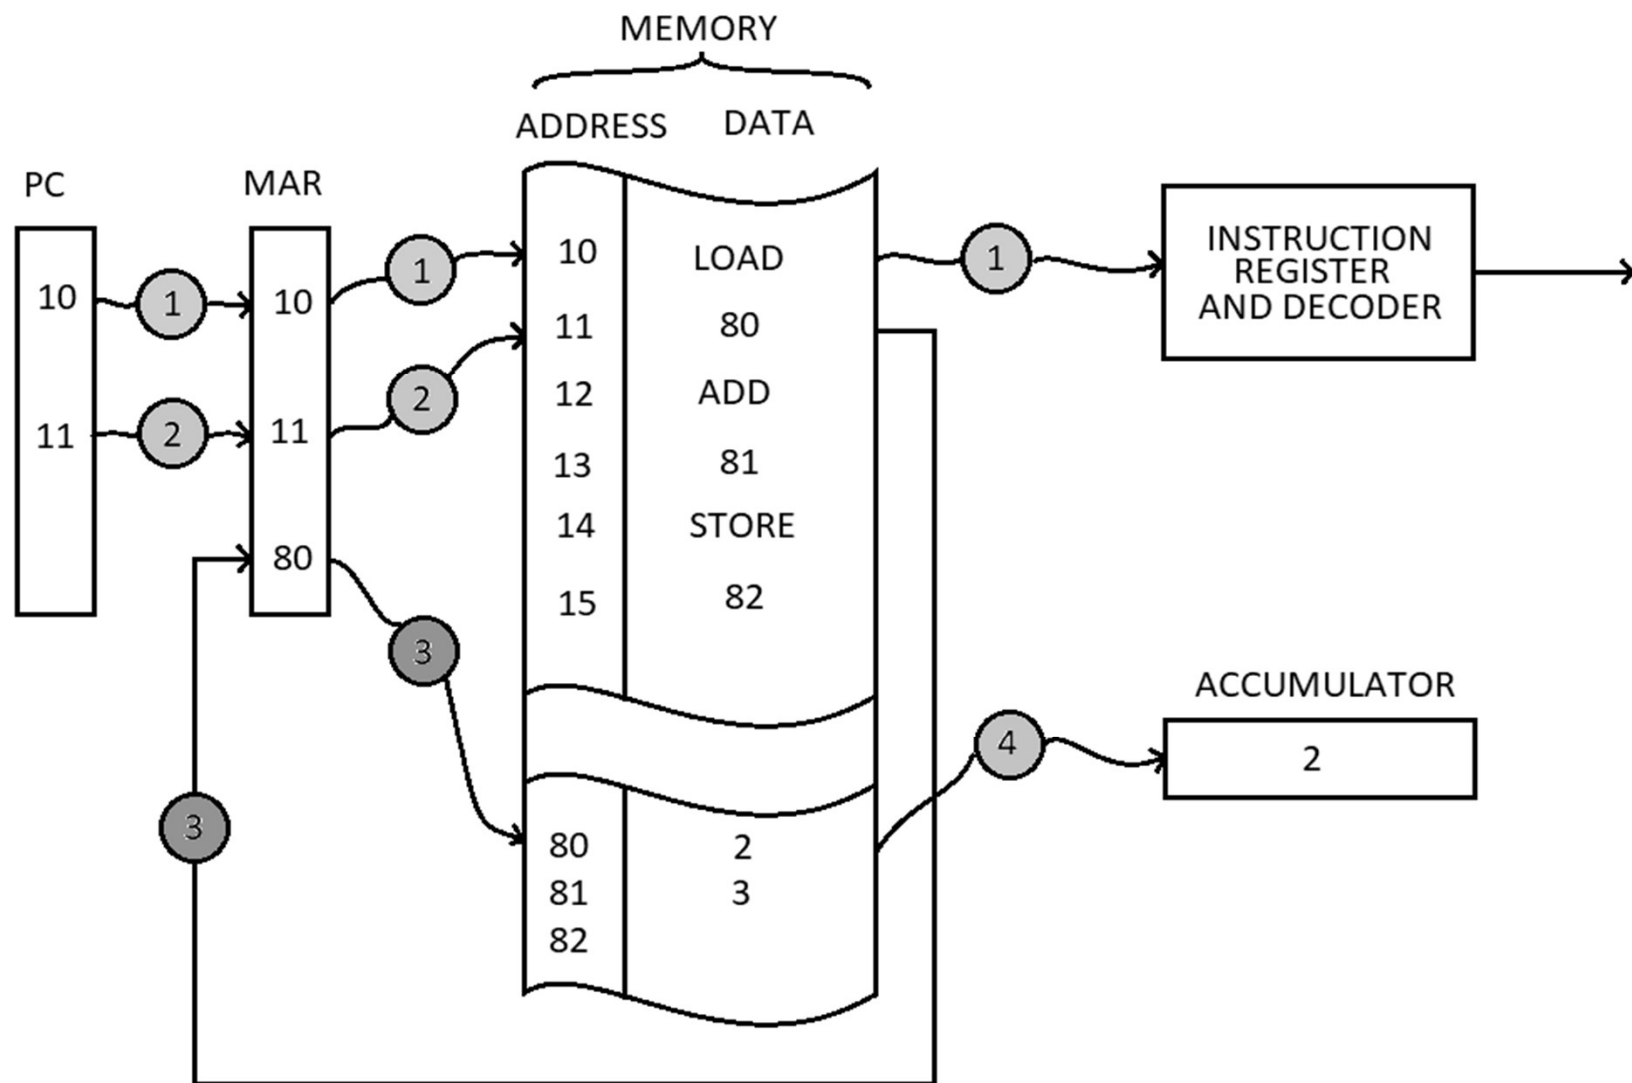 MEMORY
ADDRESS DATA
PC MAR
10 1 10 1 10 LOAD 1 INSTRUCTION
REGISTER
AND DECODER
11 80
2 12 ADD
11 2 11 13 81
14 STORE
80 15 82
3
ACCUMULATOR
4 2
3 80 2
81 3
82